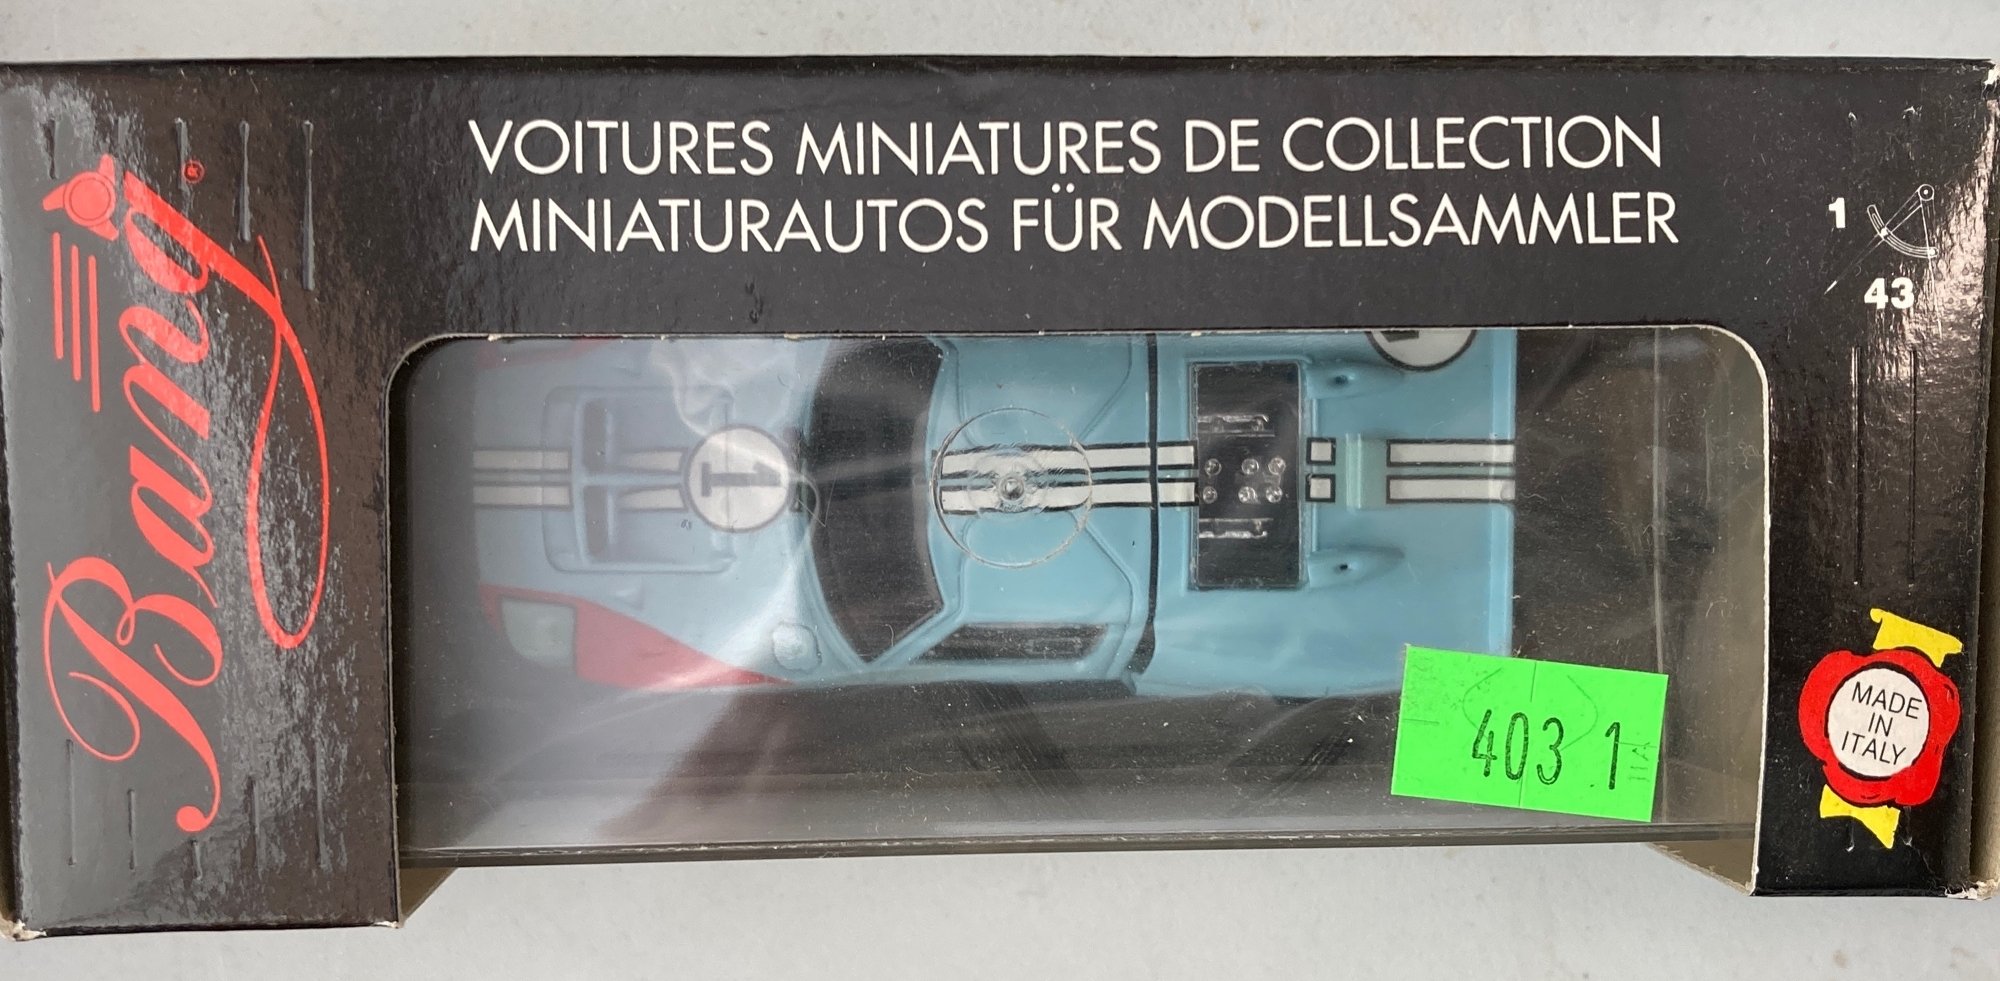 Bang®
VOITURES MINIATURES DE COLLECTION
MINIATURAUTOS FÜR MODELLSAMMLER
1
43
1
403 1
MADE
IN
ITALY